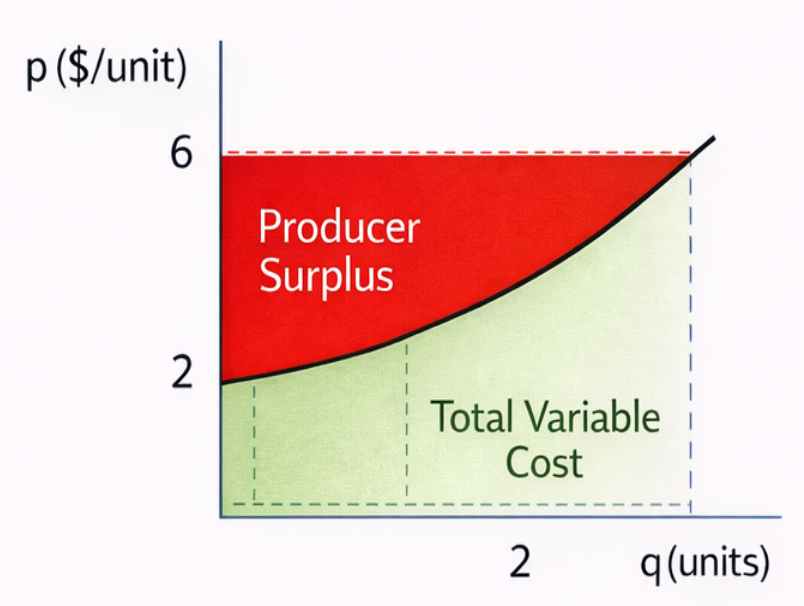 p ($/unit)
6
Producer
Surplus
2
Total Variable
Cost
2
q (units)